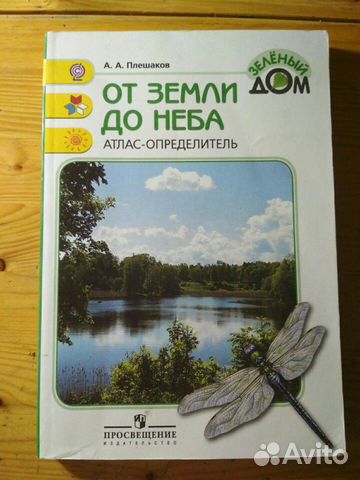 А. А. Плешаков
ЗЕЛЁНЫЙ
ДОМ
ОТ ЗЕМЛИ
ДО НЕБА
АТЛАС-ОПРЕДЕЛИТЕЛЬ
ПРОСВЕЩЕНИЕ
ИЗДАТЕЛЬСТВО
Avito